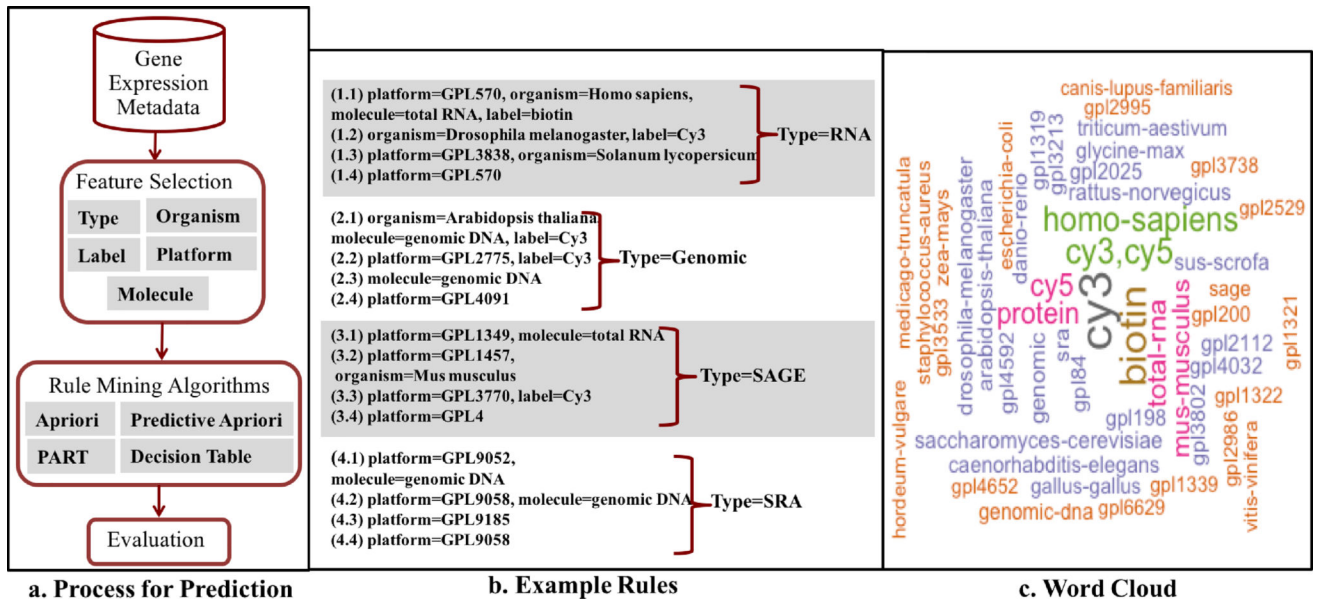 Gene
Expression
Metadata
Feature Selection
Type
Organism
Label
Platform
Molecule
Rule Mining Algorithms
Apriori
Predictive Apriori
PART
Decision Table
Evaluation
a. Process for Prediction
(1.1) platform=GPL570, organism=Homo sapiens,
molecule=total RNA, label=biotin
(1.2) organism=Drosophila melanogaster, label=Cy3
(1.3) platform=GPL3838, organism=Solanum lycopersicum
(1.4) platform=GPL570
Type=RNA
(2.1) organism=Arabidopsis thaliana
molecule=genomic DNA, label=Cy3
(2.2) platform=GPL2775, label=Cy3
(2.3) molecule=genomic DNA
(2.4) platform=GPL4091
Type=Genomic
(3.1) platform=GPL1349, molecule=total RNA
(3.2) platform=GPL1457,
organism=Mus musculus
(3.3) platform=GPL3770, label=Cy3
(3.4) platform=GPL4
Type=SAGE
(4.1) platform=GPL9052,
molecule=genomic DNA
(4.2) platform=GPL9058, molecule=genomic DNA
(4.3) platform=GPL9185
(4.4) platform=GPL9058
Type=SRA
b. Example Rules
canis-lupus-familiaris
gpl2995
triticum-aestivum
glycine-max
gpl2025
gpl3738
rattus-norvegicus
homo-sapiens
gpl2529
cy3,cy5
sus-scrofa
cy5
protein
cy3
biotin
total-rna
mus-musculus
sage
gpl200
gpl2112
gpl4032
gpl1321
gpl1322
gpl1319
gpl3213
escherichia-coli
danio-rerio
arabidopsis-thaliana
drosophila-melanogaster
zea-mays
staphylococcus-aureus
medicago-truncatula
gpl3533
gpl4592
genomic
sra
gpl84
gpl198
gpl3802
gpl2986
vitis-vinifera
hordeum-vulgare
saccharomyces-cerevisiae
caenorhabditis-elegans
gpl4652
gallus-gallus
gpl1339
genomic-dna
gpl6629
c. Word Cloud